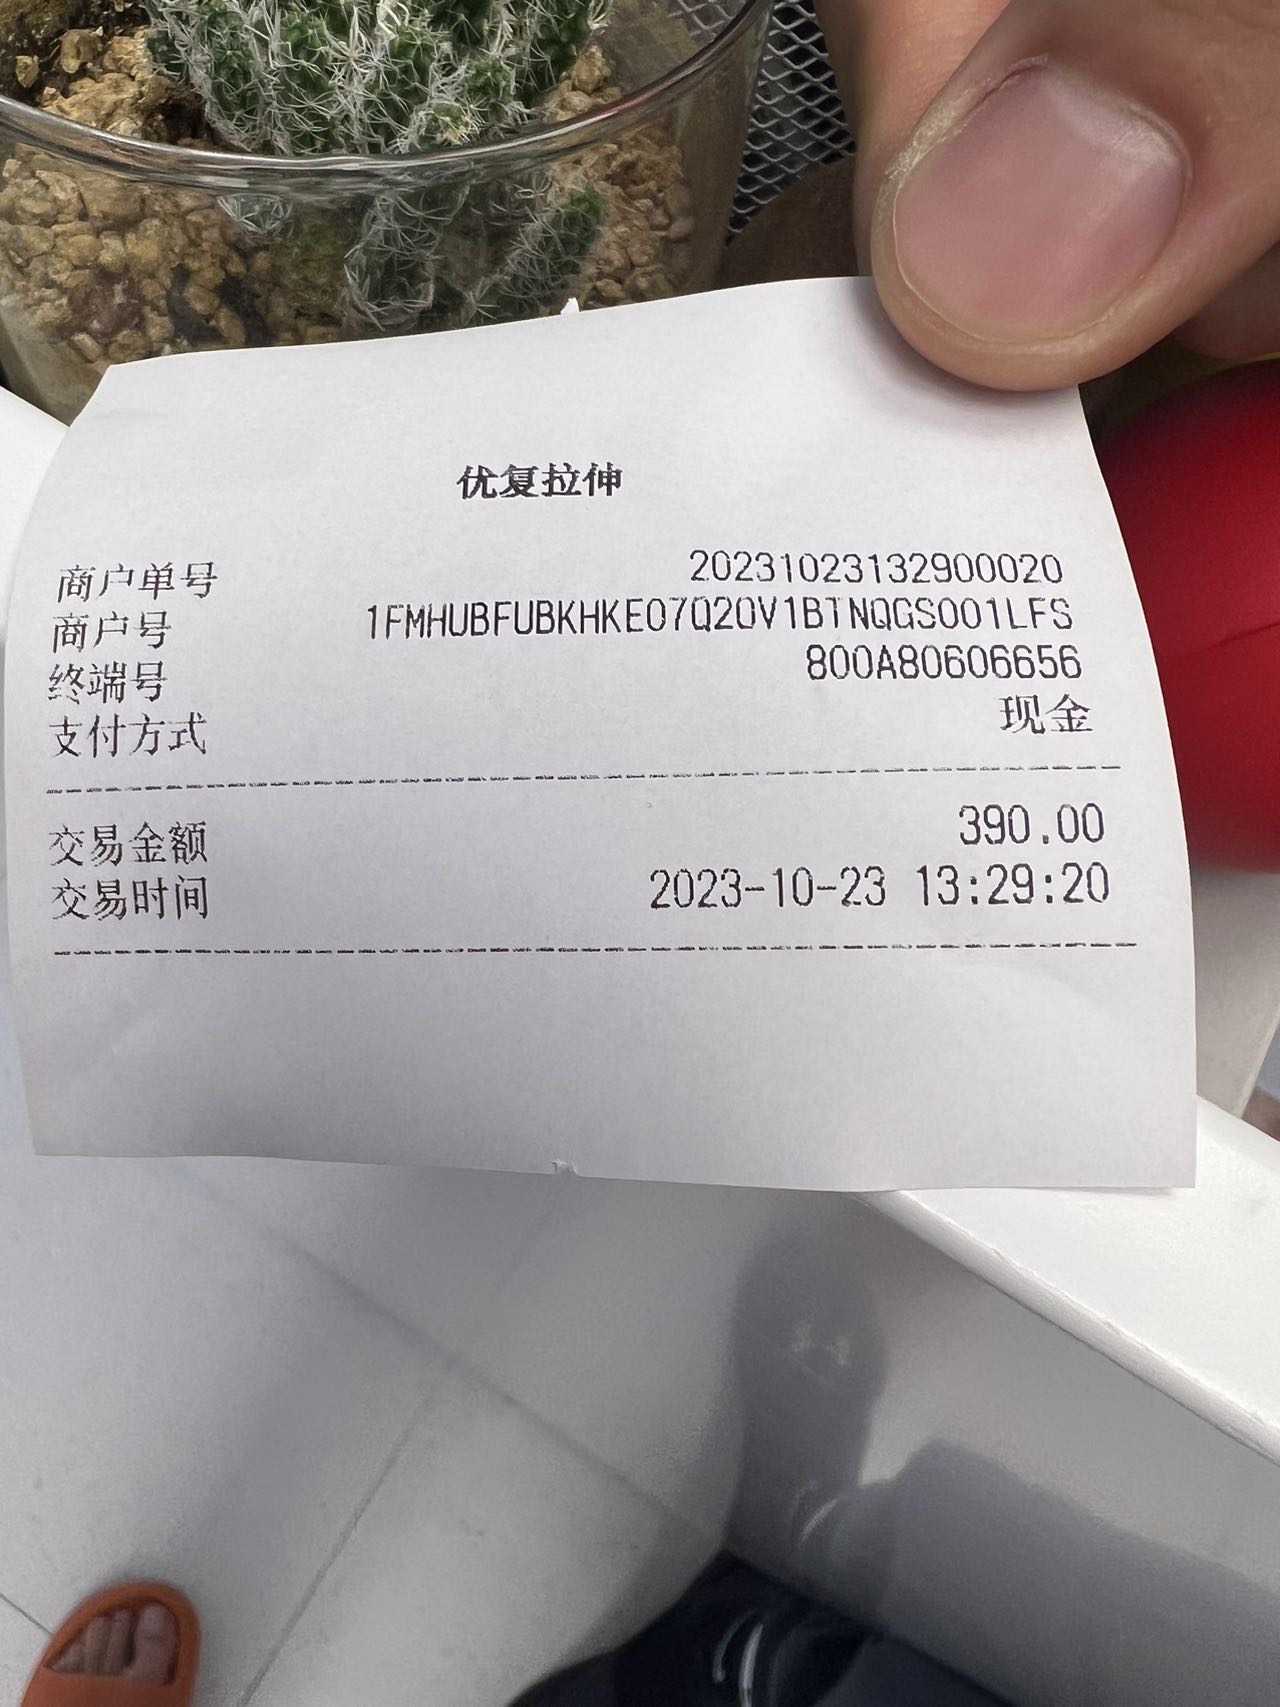 优复拉伸
商户单号 20231023132900020
商户号 1FMHUBFUBKHKE07Q20V1BTNQGS001LFS
终端号 800A80606656
支付方式 现金
交易金额 390.00
交易时间 2023-10-23 13:29:20